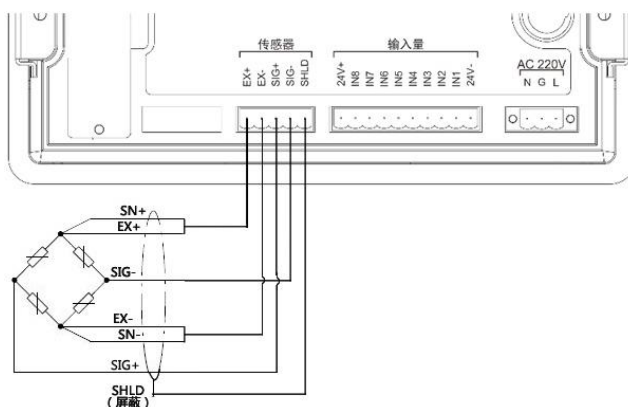 传感器
输入量
AC 220V
EX+
EX-
SIG+
SIG-
SHLD
24V+
IN8
IN7
IN6
IN5
IN4
IN3
IN2
IN1
24V-
N G L
SN+
EX+
SIG-
EX-
SN-
SIG+
SHLD
（屏蔽）